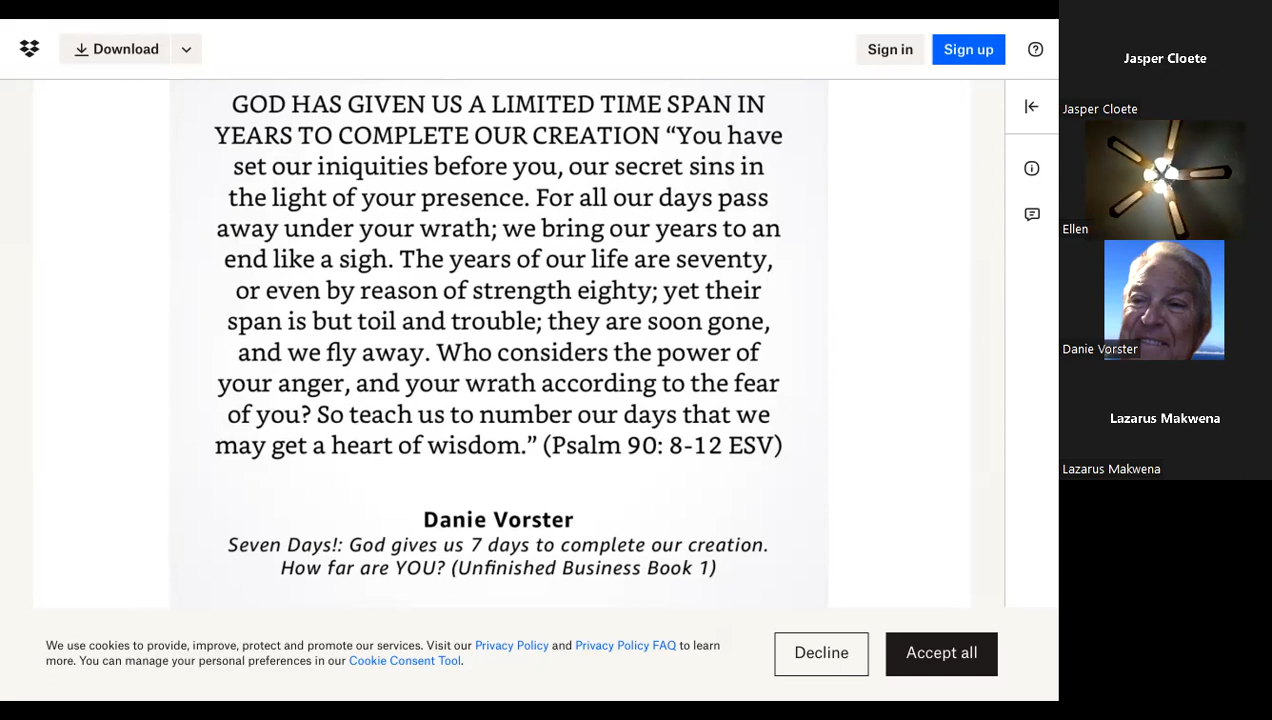 Download
Sign in
Sign up
GOD HAS GIVEN US A LIMITED TIME SPAN IN
YEARS TO COMPLETE OUR CREATION “You have
set our iniquities before you, our secret sins in
the light of your presence. For all our days pass
away under your wrath; we bring our years to an
end like a sigh. The years of our life are seventy,
or even by reason of strength eighty; yet their
span is but toil and trouble; they are soon gone,
and we fly away. Who considers the power of
your anger, and your wrath according to the fear
of you? So teach us to number our days that we
may get a heart of wisdom.” (Psalm 90: 8-12 ESV)
Danie Vorster
Seven Days!: God gives us 7 days to complete our creation.
How far are YOU? (Unfinished Business Book 1)
We use cookies to provide, improve, protect and promote our services. Visit our Privacy Policy and Privacy Policy FAQ to learn
more. You can manage your personal preferences in our Cookie Consent Tool.
Decline
Accept all
Jasper Cloete
Jasper Cloete
Ellen
Danie Vorster
Lazarus Makwena
Lazarus Makwena